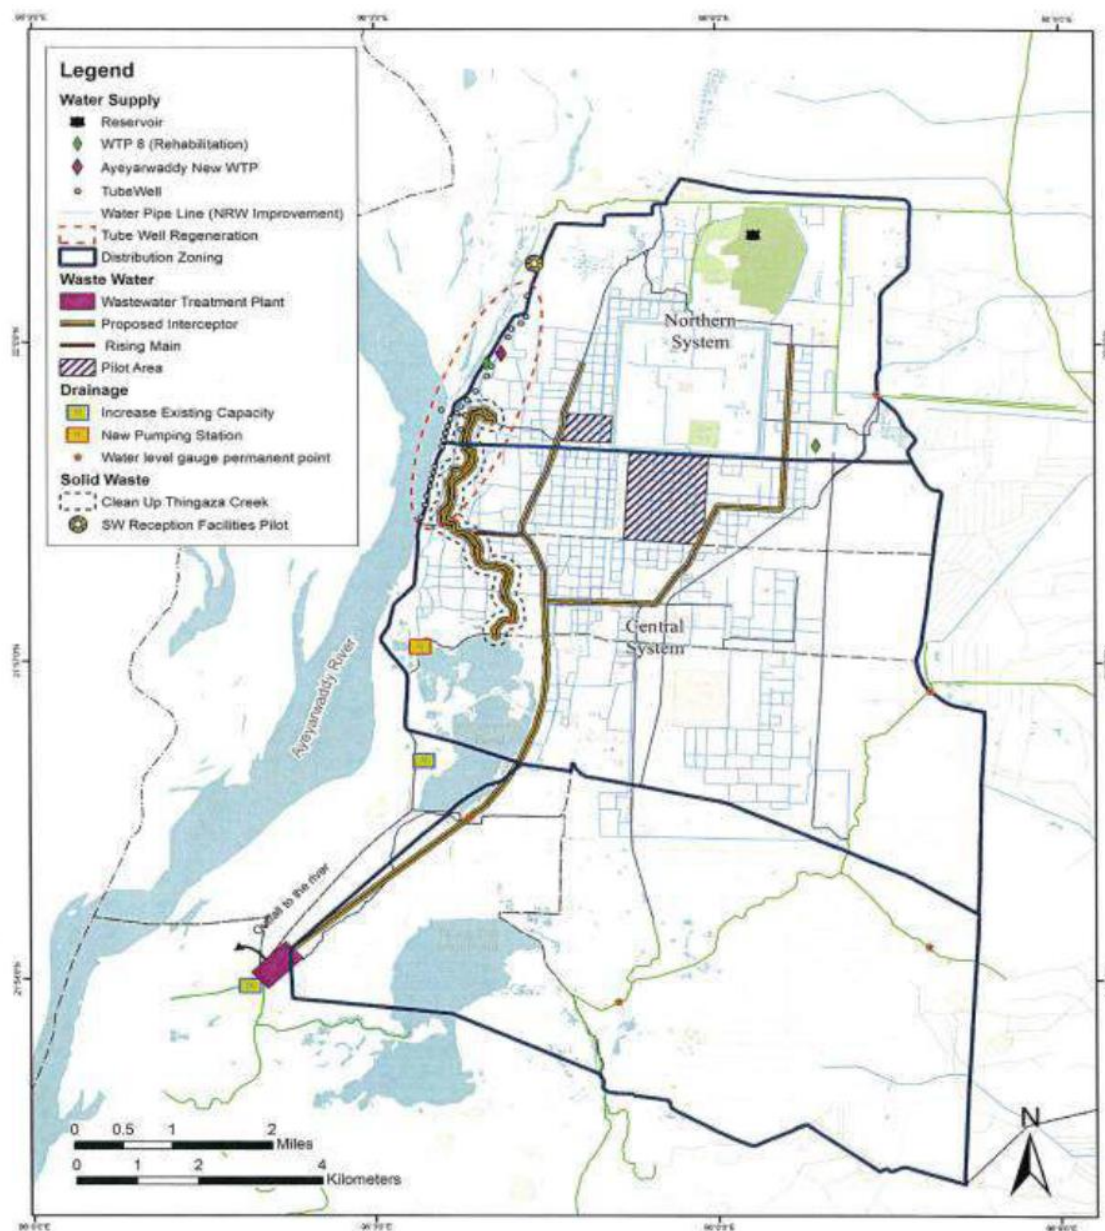 Legend
Water Supply
Reservoir
WTP 8 (Rehabilitation)
Ayeyarwaddy New WTP
TubeWell
Water Pipe Line (NRW Improvement)
Tube Well Regeneration
Distribution Zoning
Waste Water
Wastewater Treatment Plant
Proposed Interceptor
Rising Main
Pilot Area
Drainage
Increase Existing Capacity
New Pumping Station
Water level gauge permanent point
Solid Waste
Clean Up Thingaza Creek
SW Reception Facilities Pilot
Northern
System
Central
System
Ayeyarwaddy River
Outfall to the river
N
0 0.5 1 2
Miles
0 1 2 4
Kilometers